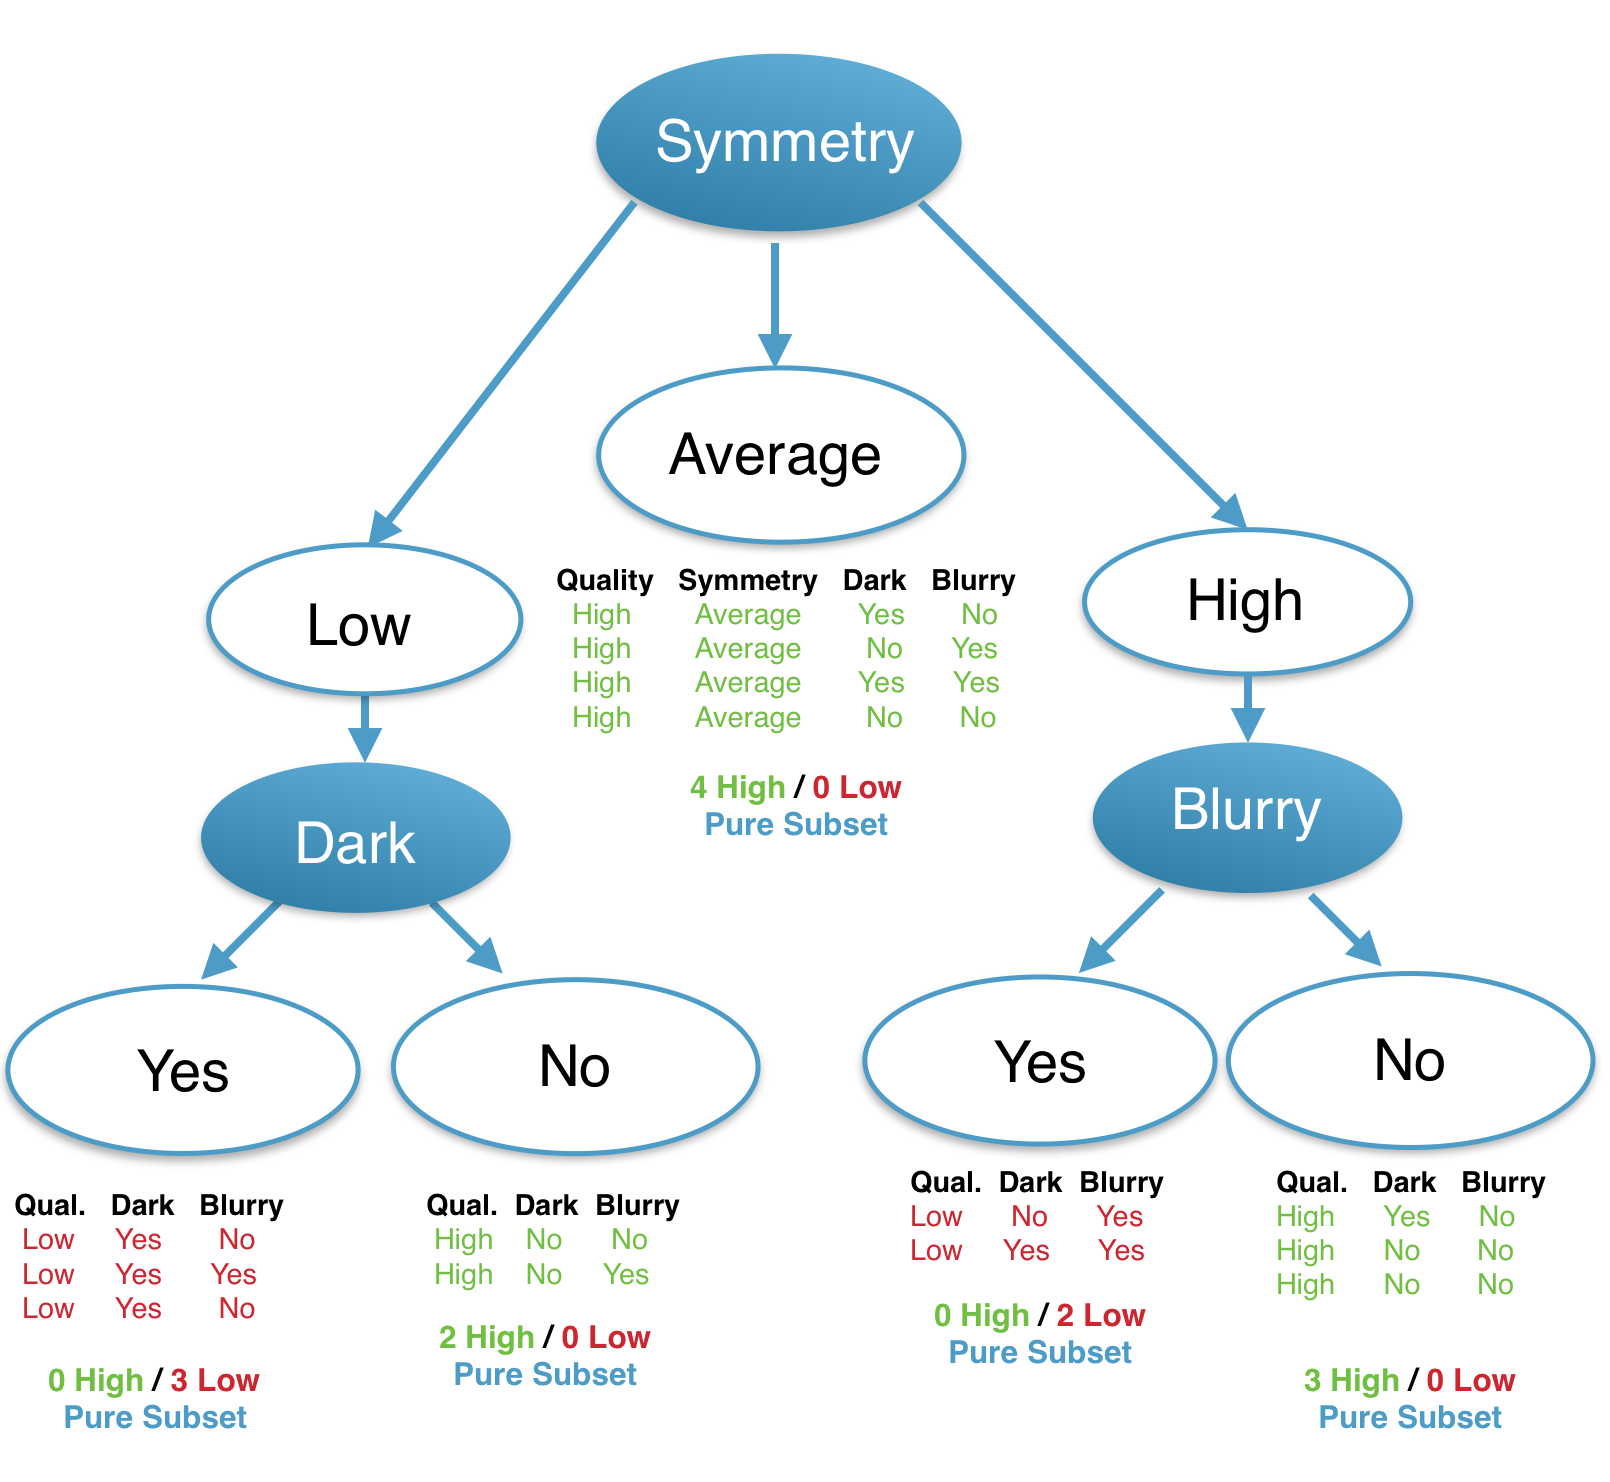 Symmetry
Average
Low
High
Quality Symmetry Dark Blurry
High Average Yes No
High Average No Yes
High Average Yes Yes
High Average No No
4 High / 0 Low
Pure Subset
Dark
Blurry
Yes
No
Yes
No
Qual. Dark Blurry
Low Yes No
Low Yes Yes
Low Yes No
0 High / 3 Low
Pure Subset
Qual. Dark Blurry
High No No
High No Yes
2 High / 0 Low
Pure Subset
Qual. Dark Blurry
Low No Yes
Low Yes Yes
0 High / 2 Low
Pure Subset
Qual. Dark Blurry
High Yes No
High No No
High No No
3 High / 0 Low
Pure Subset